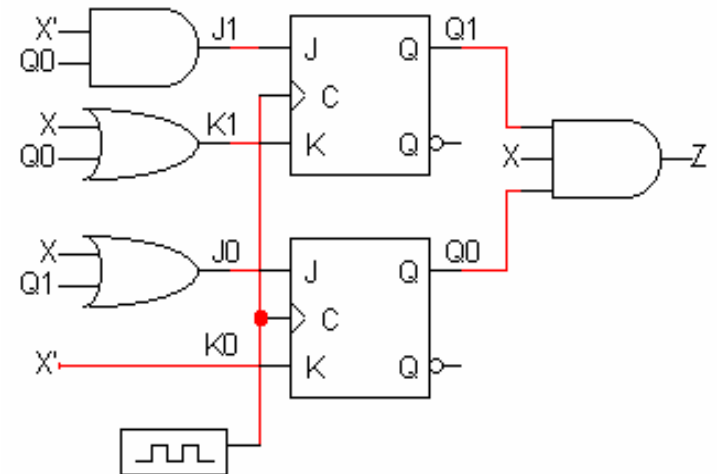 X' J1 Q1
Q0 J Q
C
X K1
Q0 K Q X Z
X J0 Q0
Q1 J Q
C
K0
X' K Q